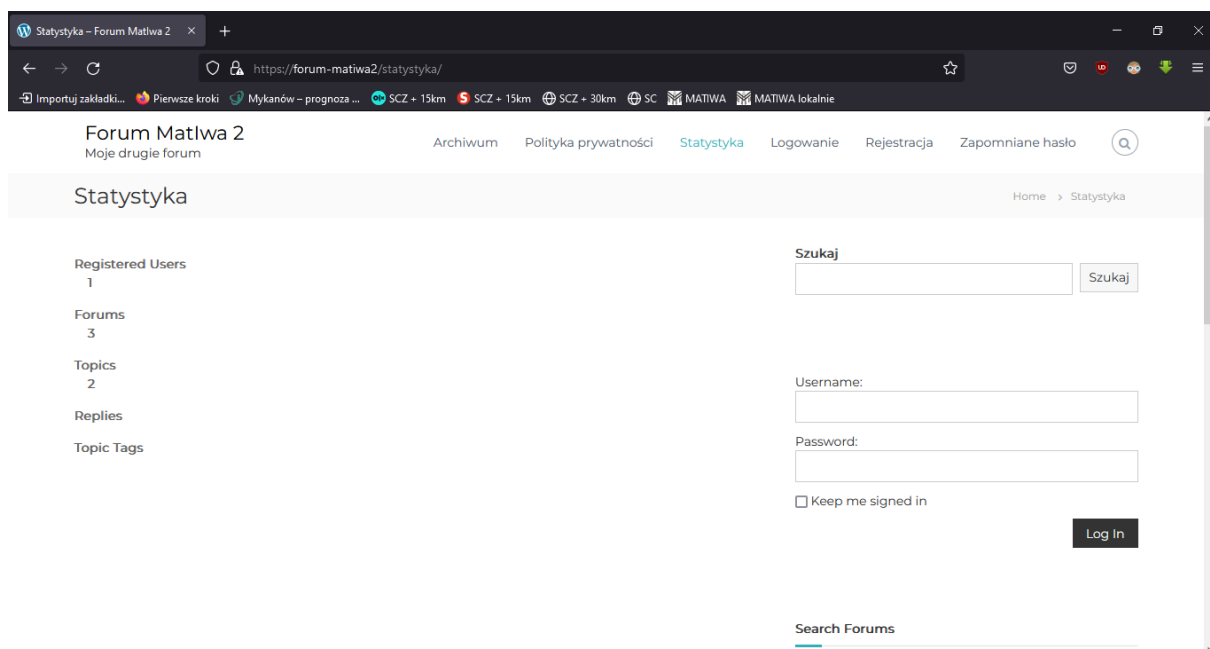 Statystyka – Forum MatIwa 2
https://forum-matiwa2/statystyka/
Importuj zakładki... Pierwsze kroki Mykanów – prognoza ... SCZ + 15km SCZ + 15km SCZ + 30km SC MATIWA MATIWA lokalnie
Forum MatIwa 2
Moje drugie forum
Archiwum Polityka prywatności Statystyka Logowanie Rejestracja Zapomniane hasło
Statystyka
Home > Statystyka
Registered Users
1
Forums
3
Topics
2
Replies
Topic Tags
Szukaj
Szukaj
Username:
Password:
Keep me signed in
Log In
Search Forums